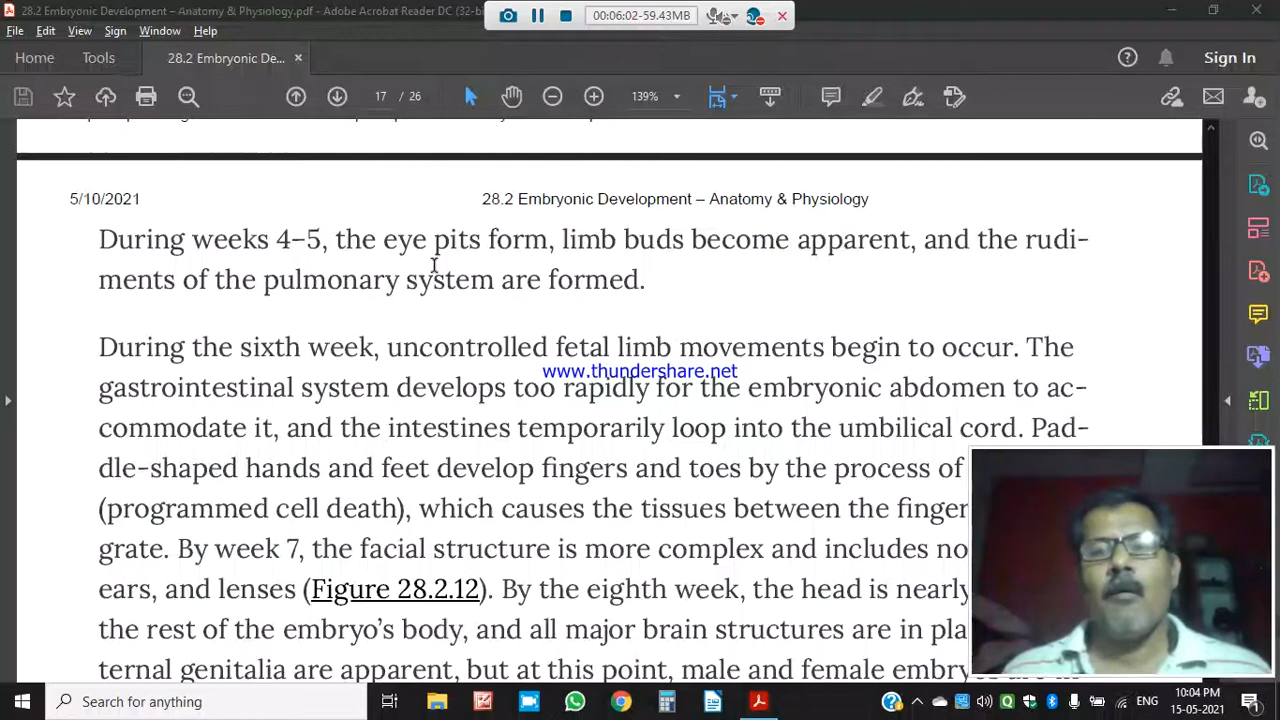 28.2 Embryonic Development – Anatomy & Physiology.pdf - Adobe Acrobat Reader DC (32-bi
00:06:02-59.43MB
File Edit View Sign Window Help
Home Tools 28.2 Embryonic De... × Sign In
17 / 26 139%
5/10/2021 28.2 Embryonic Development – Anatomy & Physiology
During weeks 4–5, the eye pits form, limb buds become apparent, and the rudi-
ments of the pulmonary system are formed.
During the sixth week, uncontrolled fetal limb movements begin to occur. The
www.thundershare.net
gastrointestinal system develops too rapidly for the embryonic abdomen to ac-
commodate it, and the intestines temporarily loop into the umbilical cord. Pad-
dle-shaped hands and feet develop fingers and toes by the process of
(programmed cell death), which causes the tissues between the finger
grate. By week 7, the facial structure is more complex and includes no
ears, and lenses (Figure 28.2.12). By the eighth week, the head is nearly
the rest of the embryo's body, and all major brain structures are in pla
ternal genitalia are apparent, but at this point, male and female embryos are in
Search for anything
ENG 10:04 PM
15-05-2021